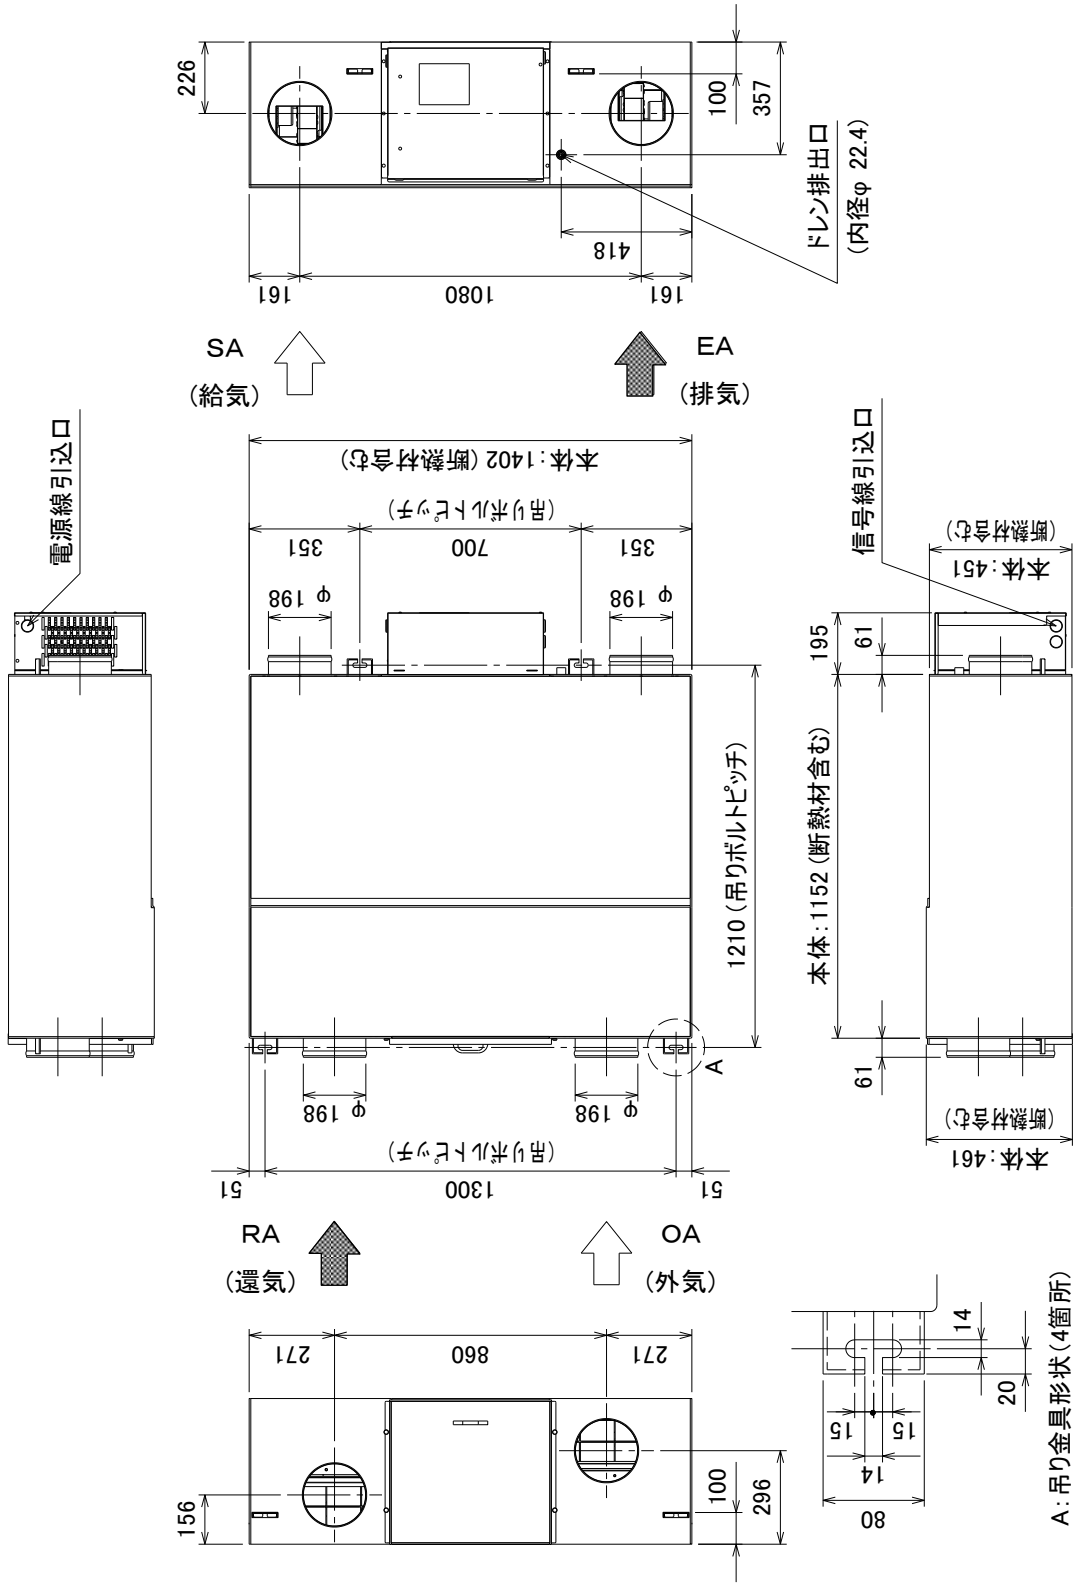 226
100
357
ドレン排出口
(内径φ 22.4)
418
161
1080
161
SA
(給気)
EA
(排気)
電源線引込口
本体:1402 (断熱材含む)
(吊りボルトピッチ)
351
700
351
φ 198
φ 198
信号線引込口
(断熱材含む)
本体:451
195
61
1210 (吊りボルトピッチ)
本体:1152 (断熱材含む)
61
(断熱材含む)
本体:461
A
φ 198
φ 198
(吊りボルトピッチ)
51
1300
51
RA
(還気)
OA
(外気)
271
860
271
156
100
296
14
20
15
15
14
80
A:吊り金具形状(4箇所)